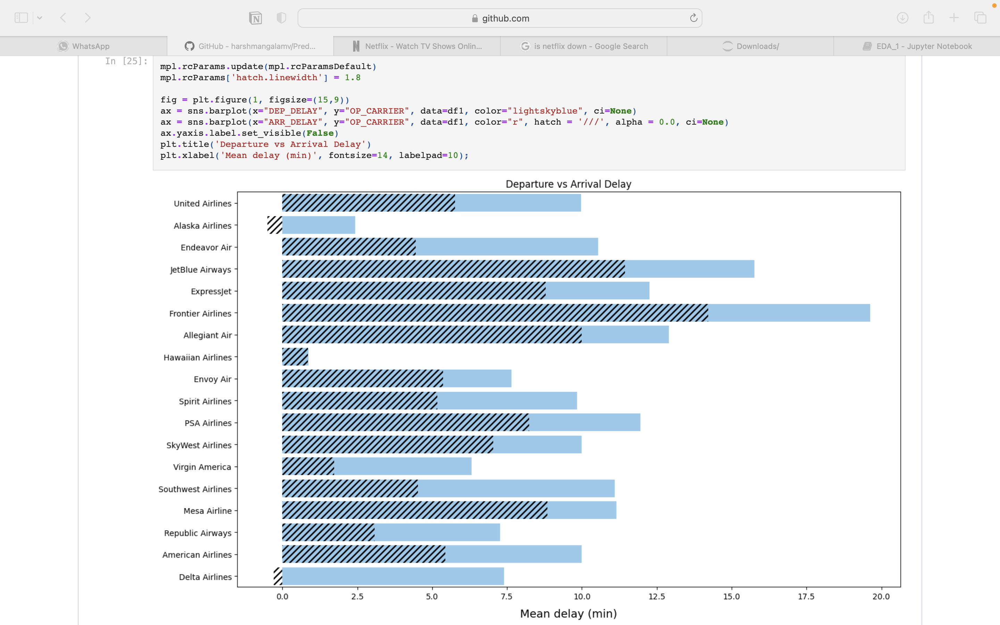 github.com
WhatsApp
GitHub - harshmangalamv/Pred...
Netflix - Watch TV Shows Onlin...
is netflix down - Google Search
Downloads/
EDA_1 - Jupyter Notebook
In [25]:
mpl.rcParams.update(mpl.rcParamsDefault)
mpl.rcParams['hatch.linewidth'] = 1.8
fig = plt.figure(1, figsize=(15,9))
ax = sns.barplot(x="DEP_DELAY", y="OP_CARRIER", data=df1, color="lightskyblue", ci=None)
ax = sns.barplot(x="ARR_DELAY", y="OP_CARRIER", data=df1, color="r", hatch = '///', alpha = 0.0, ci=None)
ax.yaxis.label.set_visible(False)
plt.title('Departure vs Arrival Delay')
plt.xlabel('Mean delay (min)', fontsize=14, labelpad=10);
Departure vs Arrival Delay
United Airlines
Alaska Airlines
Endeavor Air
JetBlue Airways
ExpressJet
Frontier Airlines
Allegiant Air
Hawaiian Airlines
Envoy Air
Spirit Airlines
PSA Airlines
SkyWest Airlines
Virgin America
Southwest Airlines
Mesa Airline
Republic Airways
American Airlines
Delta Airlines
0.0 2.5 5.0 7.5 10.0 12.5 15.0 17.5 20.0
Mean delay (min)